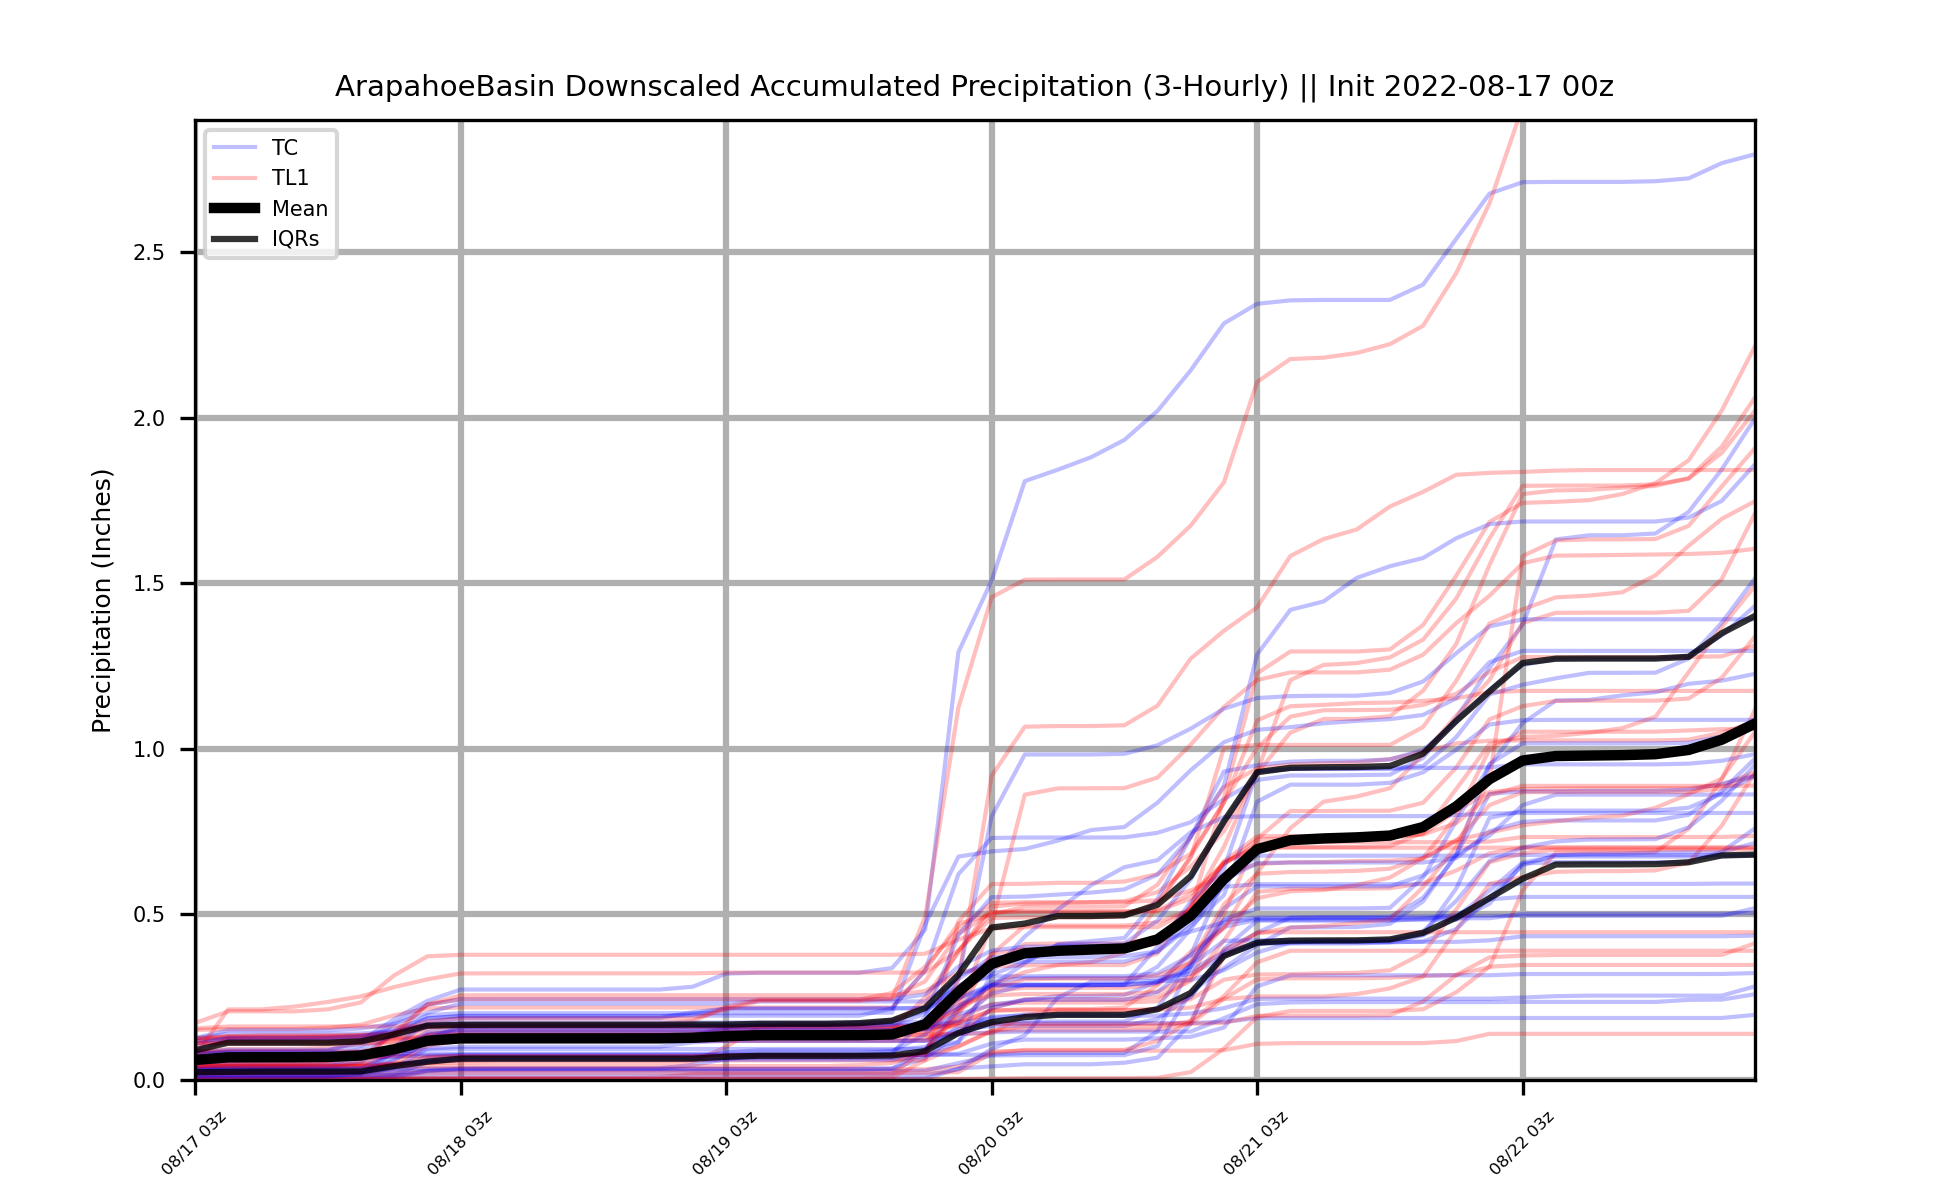 ArapahoeBasin Downscaled Accumulated Precipitation (3-Hourly) || Init 2022-08-17 00z
TC
TL1
Mean
IQRs
Precipitation (Inches)
2.5
2.0
1.5
1.0
0.5
0.0
08/17 03z
08/18 03z
08/19 03z
08/20 03z
08/21 03z
08/22 03z